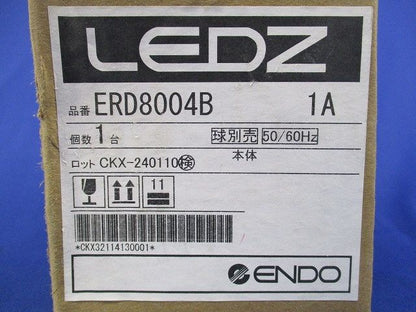 LEDZ
品番 ERD8004B 1A
個数 1 台 球別売 50/60Hz
本体
ロット CKX-240110 検
11
*CKX32114130001*
ENDO